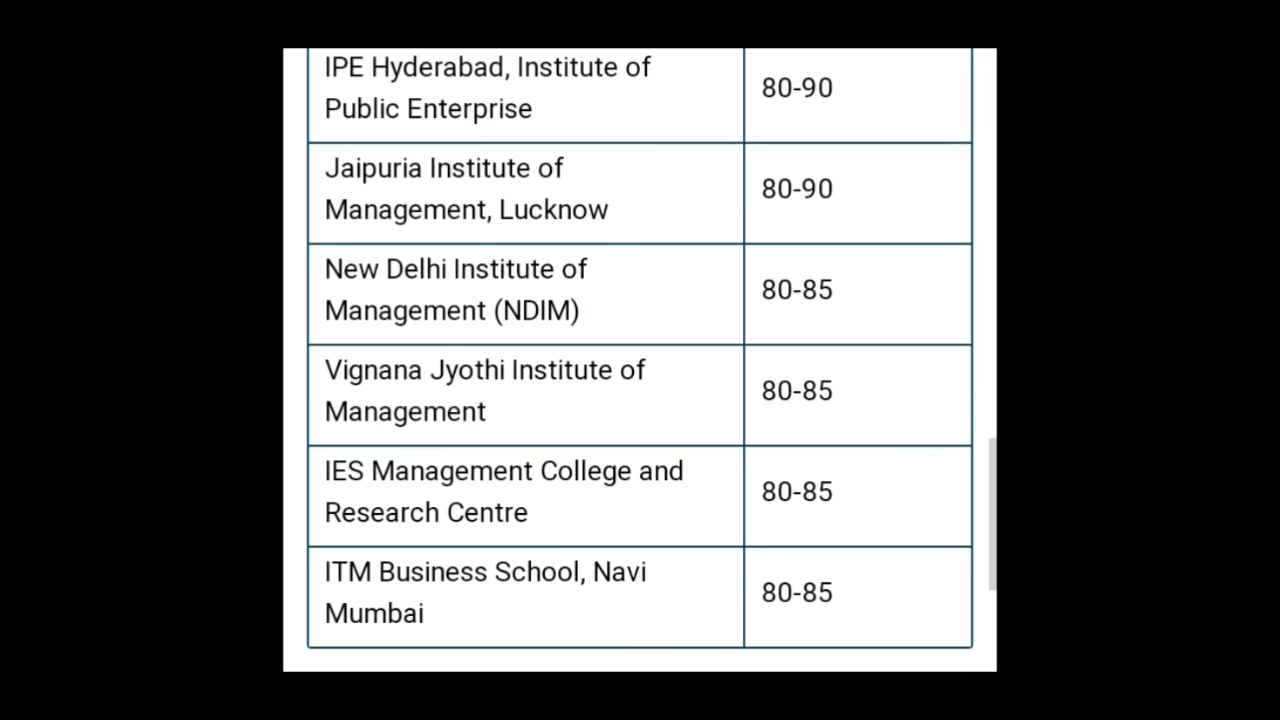 IPE Hyderabad, Institute of
Public Enterprise
80-90
Jaipuria Institute of
Management, Lucknow
80-90
New Delhi Institute of
Management (NDIM)
80-85
Vignana Jyothi Institute of
Management
80-85
IES Management College and
Research Centre
80-85
ITM Business School, Navi
Mumbai
80-85